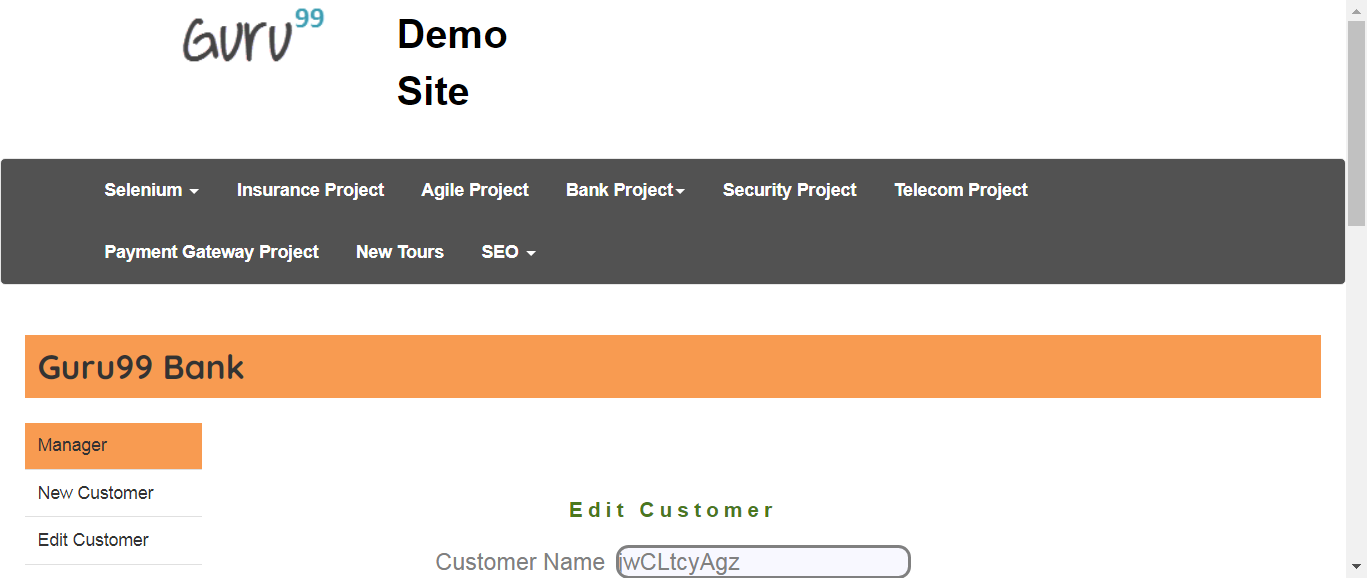 Guru99
Demo
Site
Selenium Insurance Project Agile Project Bank Project Security Project Telecom Project
Payment Gateway Project New Tours SEO
Guru99 Bank
Manager
New Customer
Edit Customer
Edit Customer
Customer Name jwCLtcyAgz